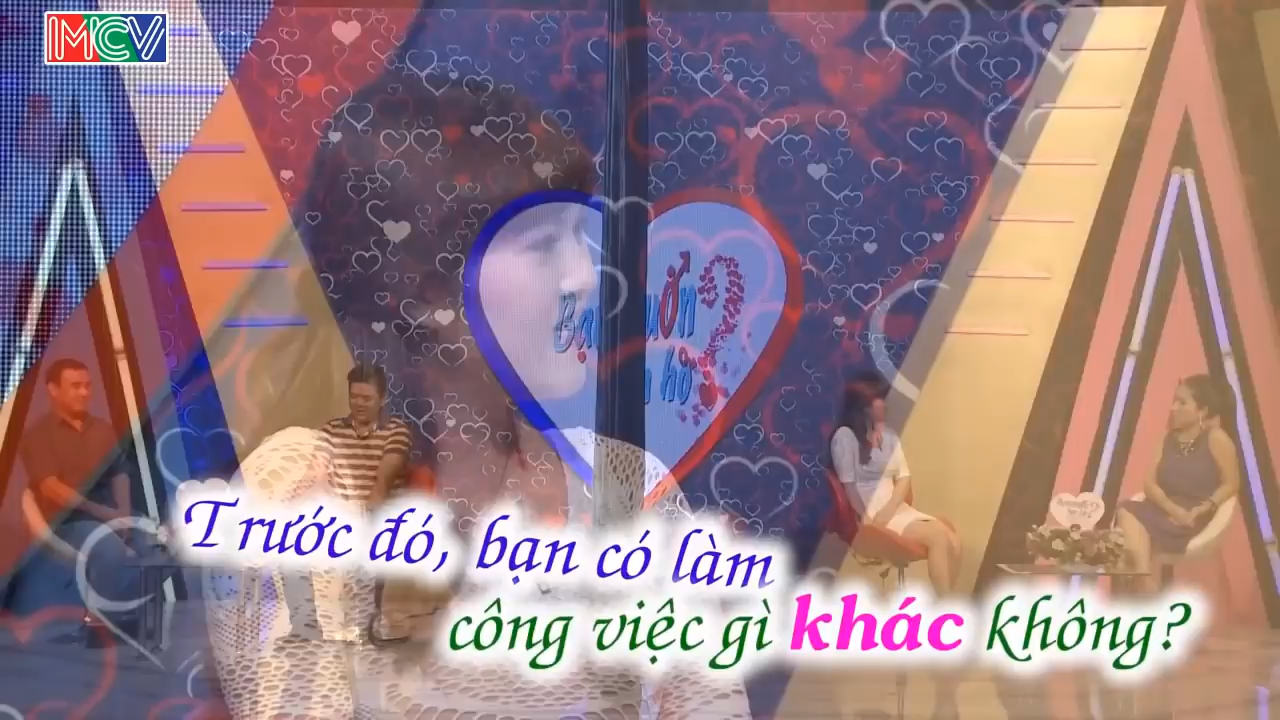 MCV
Trước đó, bạn có làm
công việc gì khác không?